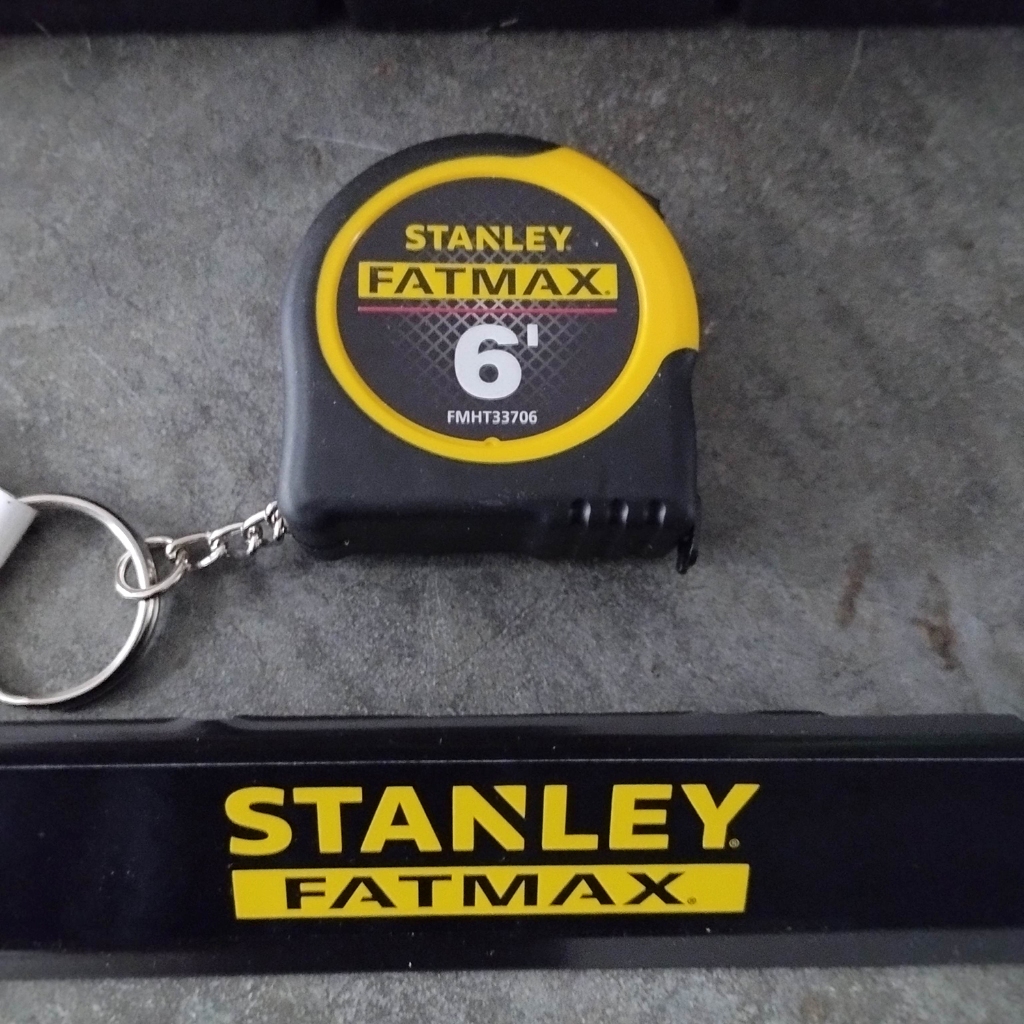 STANLEY
FATMAX.
6'
FMHT33706
STANLEY®
FATMAX®